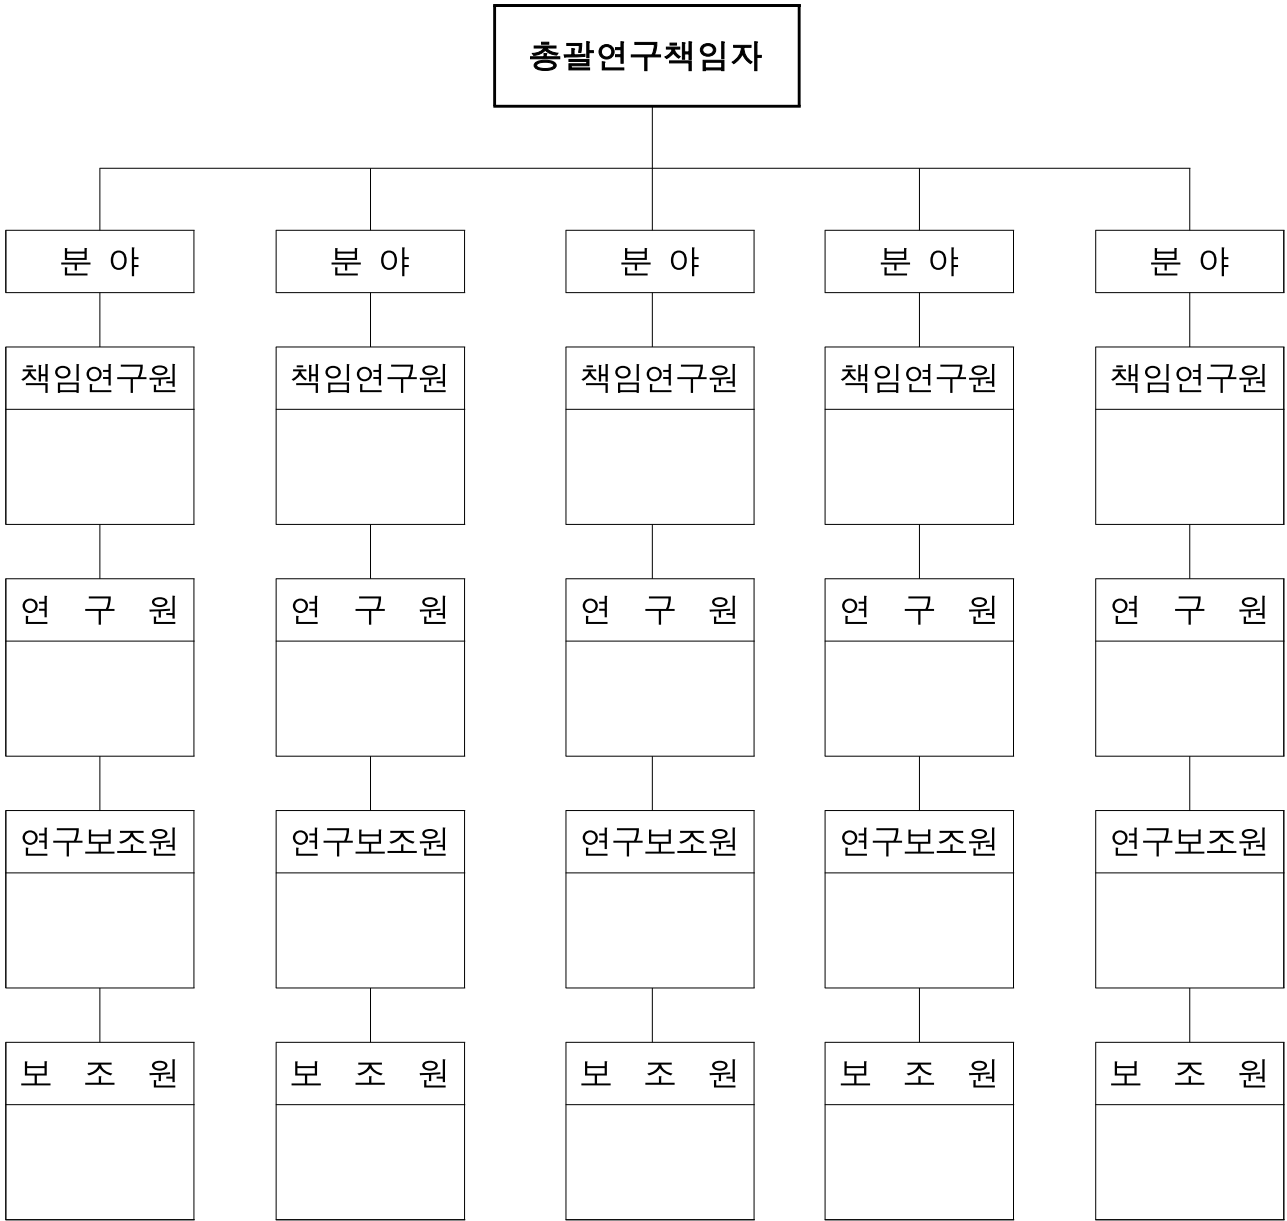 총괄연구책임자
분 야 분 야 분 야 분 야 분 야
책임연구원 책임연구원 책임연구원 책임연구원 책임연구원
연 구 원 연 구 원 연 구 원 연 구 원 연 구 원
연구보조원 연구보조원 연구보조원 연구보조원 연구보조원
보 조 원 보 조 원 보 조 원 보 조 원 보 조 원